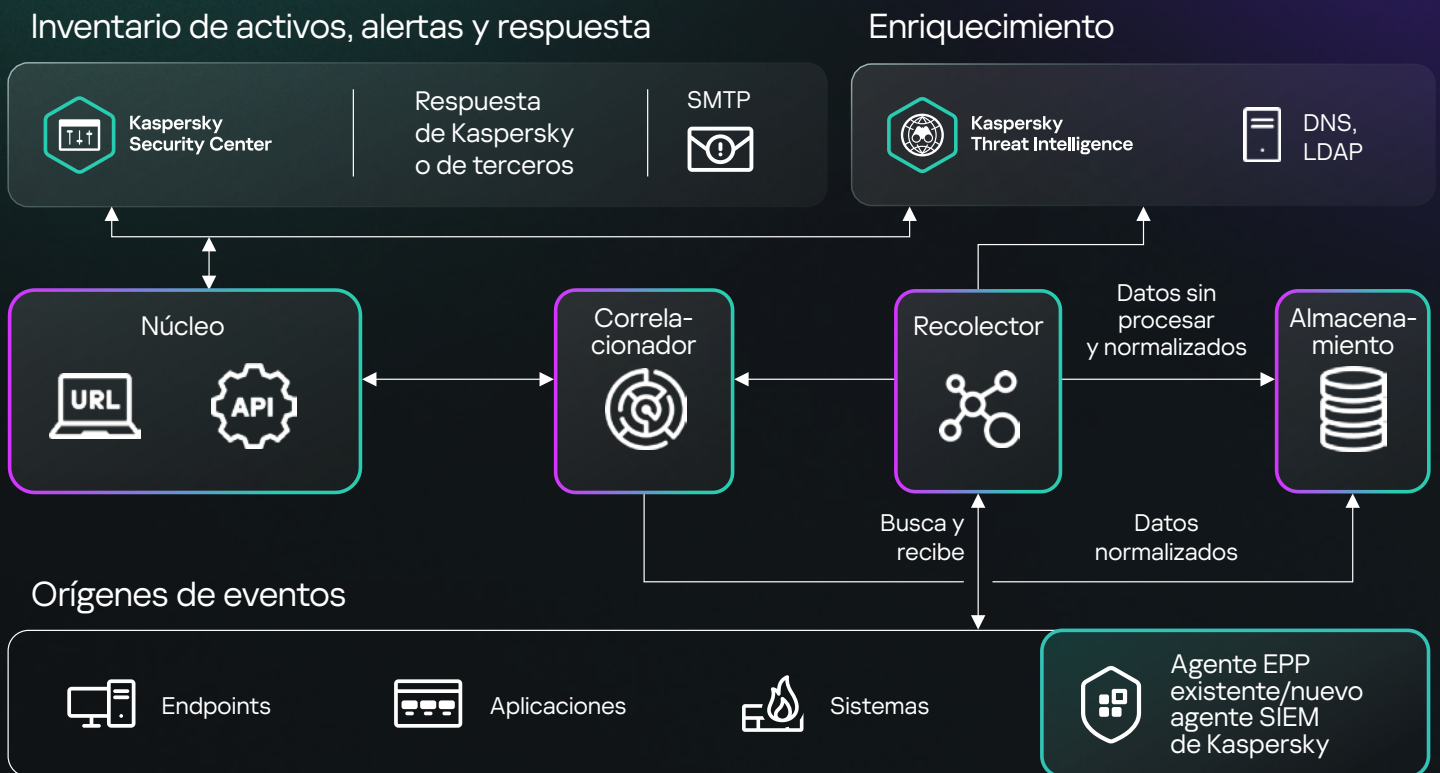 Inventario de activos, alertas y respuesta
Enriquecimiento
Kaspersky
Security Center
Respuesta
de Kaspersky
o de terceros
SMTP
Kaspersky
Threat Intelligence
DNS,
LDAP
Núcleo
URL
API
Correla-
cionador
Recolector
Datos sin
procesar
y normalizados
Almacena-
miento
Busca y
recibe
Datos
normalizados
Orígenes de eventos
Endpoints
Aplicaciones
Sistemas
Agente EPP
existente/nuevo
agente SIEM
de Kaspersky